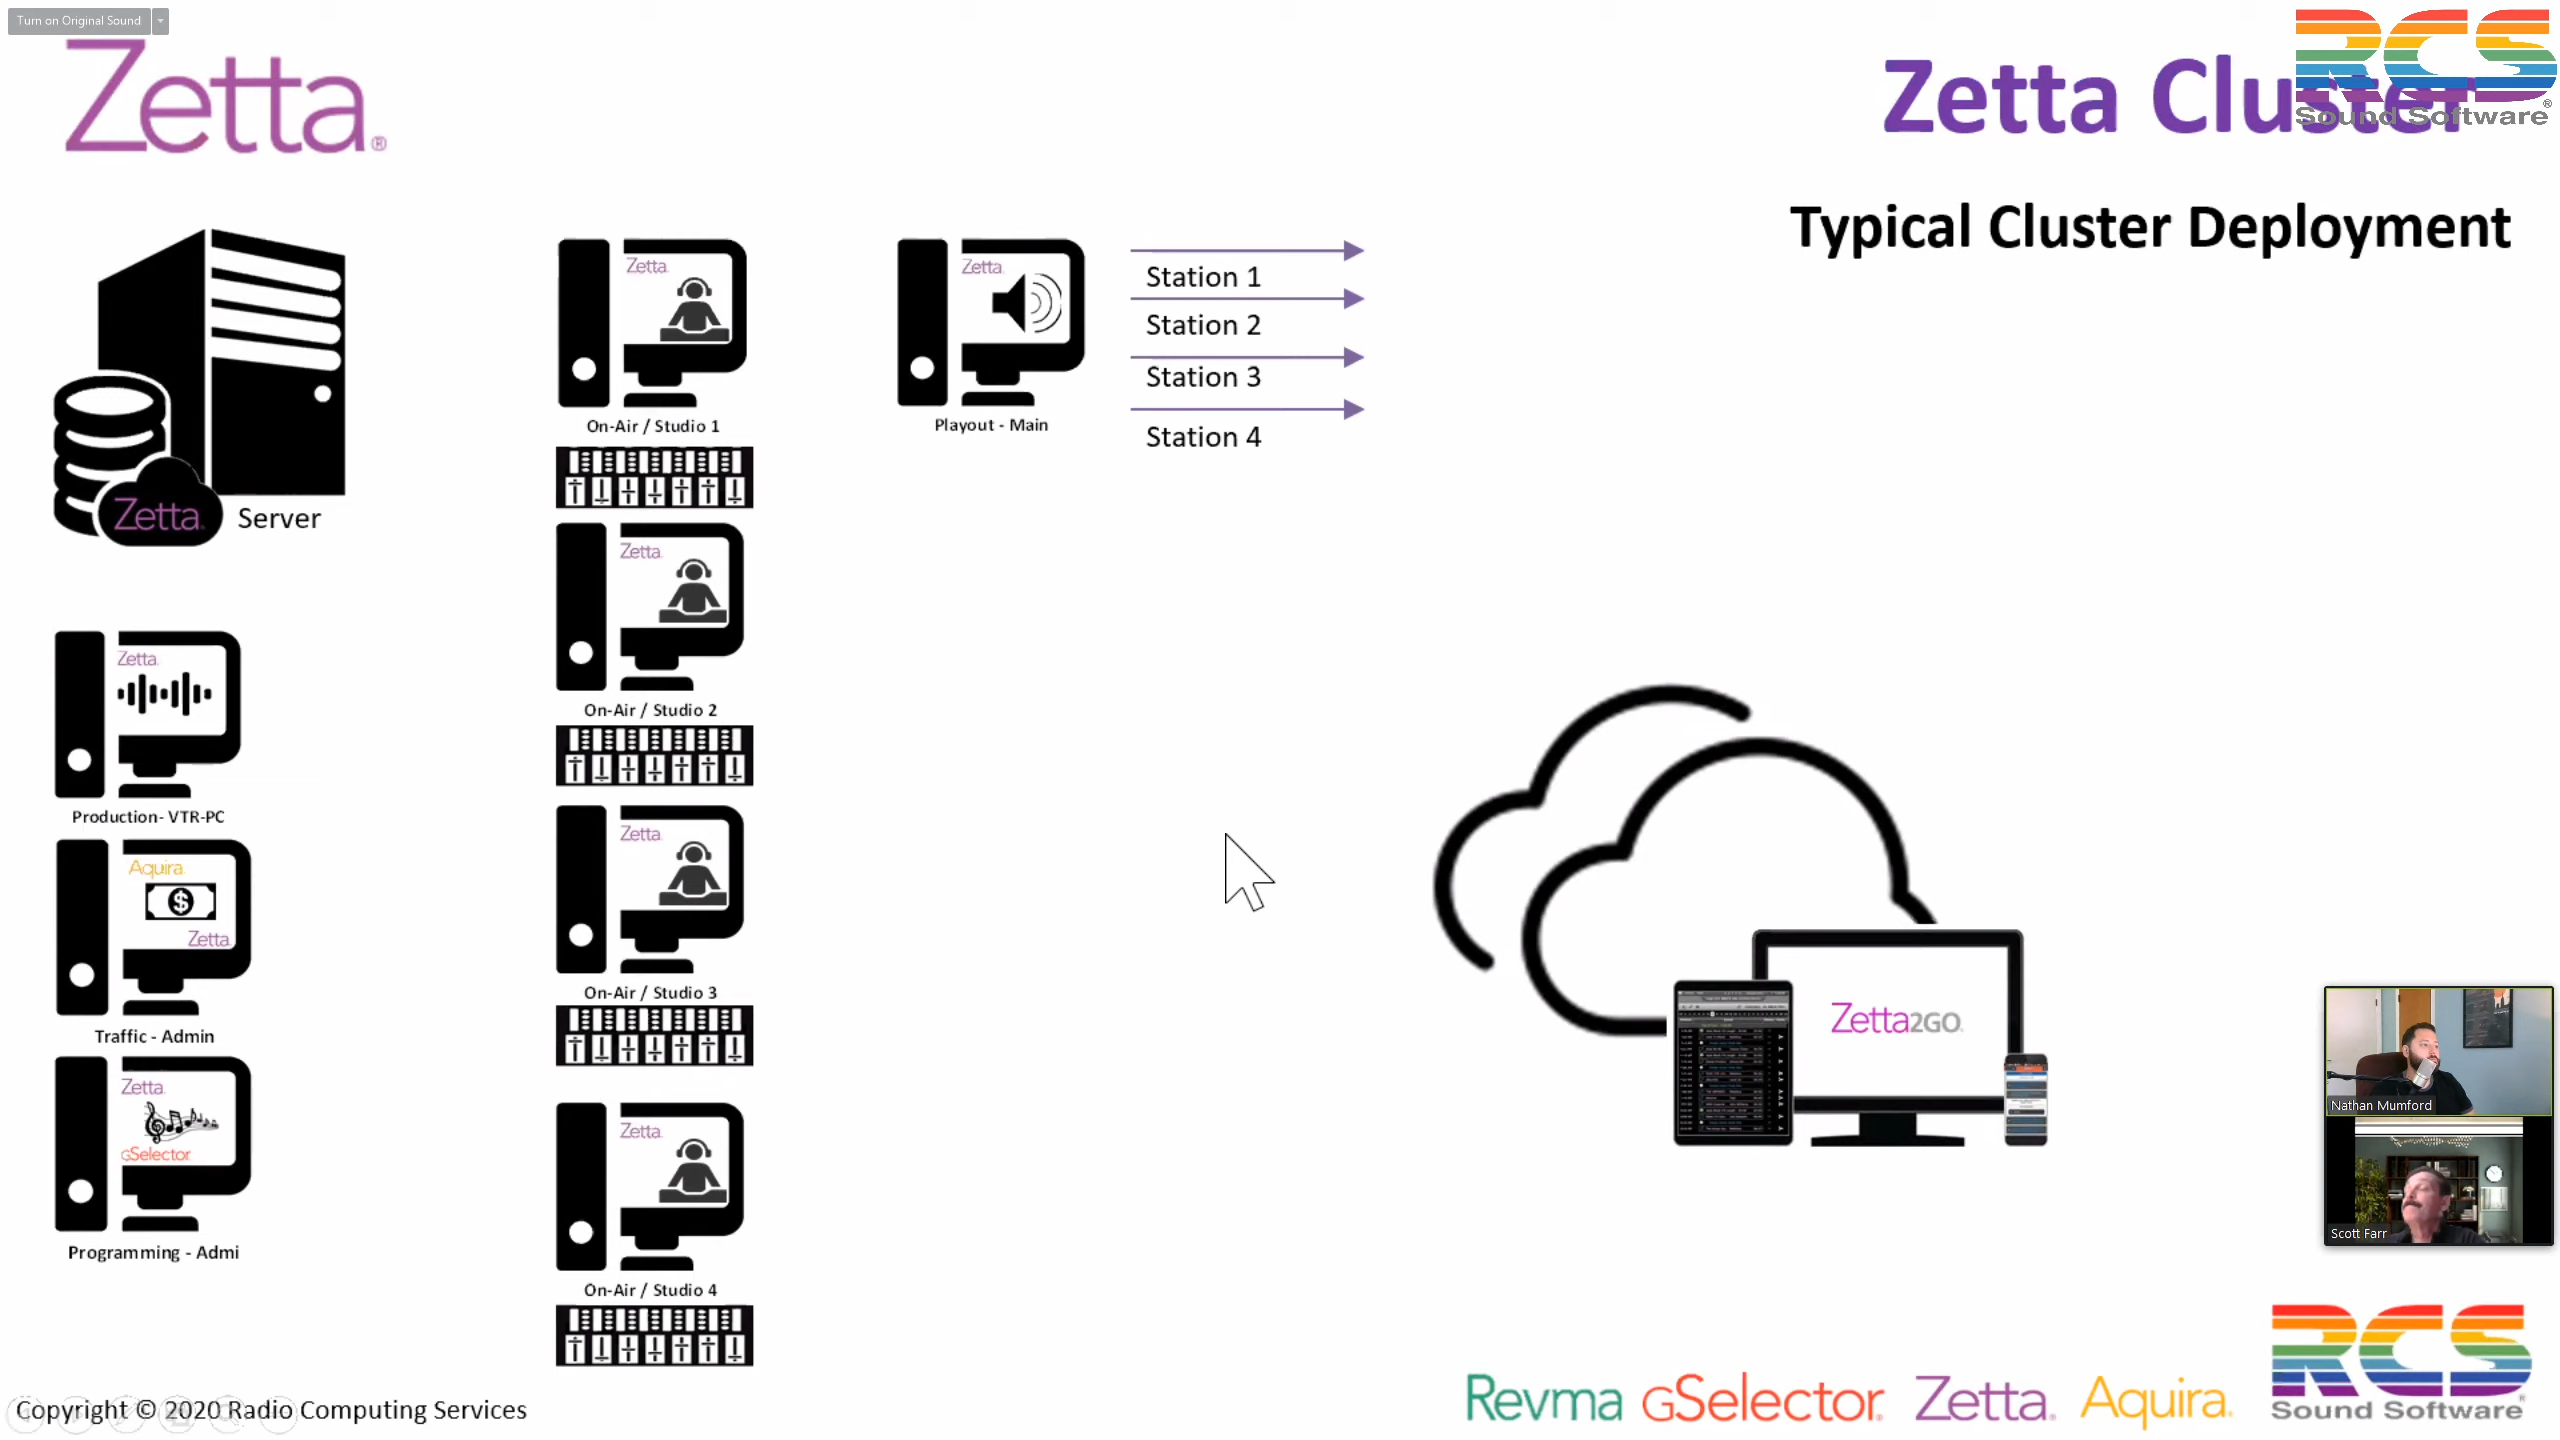 Turn on Original Sound
Zetta®
Zetta Cluster
RCS
Sound Software®
Typical Cluster Deployment
Zetta Server
Zetta
On-Air / Studio 1
Zetta
Playout - Main
Station 1
Station 2
Station 3
Station 4
Zetta
On-Air / Studio 2
Zetta
Production- VTR-PC
Zetta
On-Air / Studio 3
Aquira
Zetta
Traffic - Admin
Zetta
GSelector
Programming - Admi
Zetta
On-Air / Studio 4
Zetta2GO
Nathan Mumford
Scott Farr
Copyright © 2020 Radio Computing Services
Revma GSelector Zetta Aquira
RCS
Sound Software